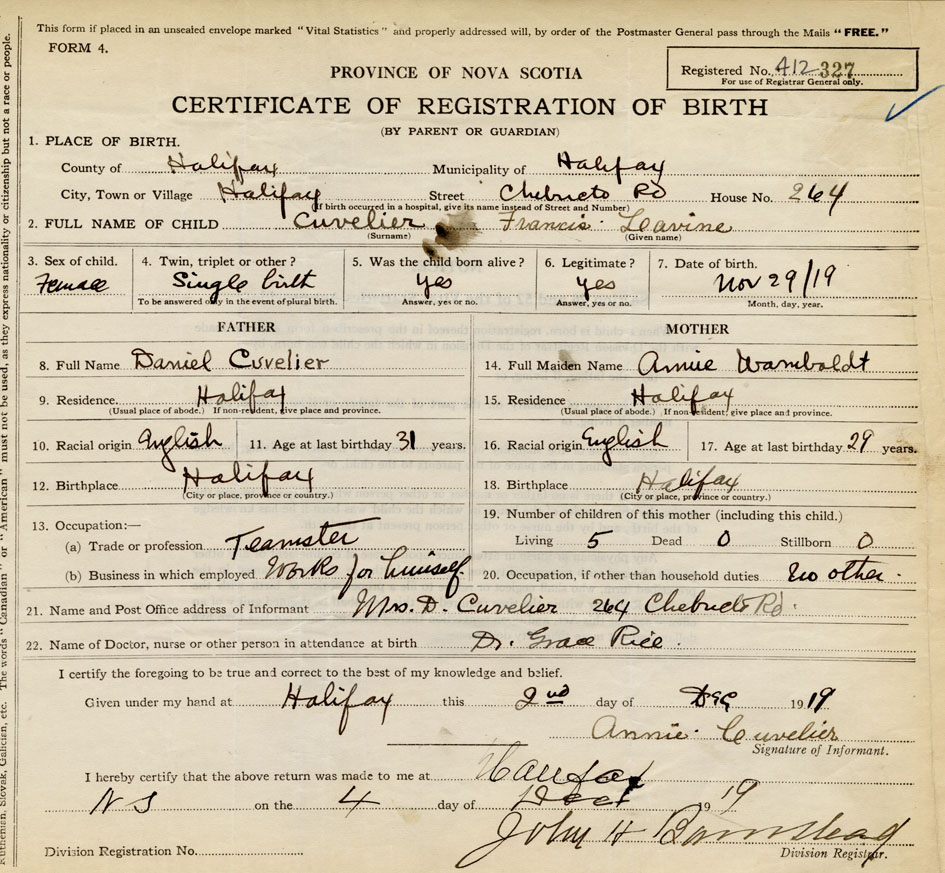 This form if placed in an unsealed envelope marked "Vital Statistics" and properly addressed will, by order of the Postmaster General pass through the Mails "FREE."
FORM 4.
Registered No. 412 327
For use of Registrar General only.
PROVINCE OF NOVA SCOTIA
CERTIFICATE OF REGISTRATION OF BIRTH
(BY PARENT OR GUARDIAN)
1. PLACE OF BIRTH.
County of Halifax Municipality of Halifax
City, Town or Village Halifax Street Chebucto Rd House No. 264
(If birth occurred in a hospital, give its name instead of Street and Number)
2. FULL NAME OF CHILD Cuvelier Francis Leavine
(Surname) (Given name)
3. Sex of child. 4. Twin, triplet or other? 5. Was the child born alive? 6. Legitimate? 7. Date of birth.
Female Single birth yes yes Nov 29/19
To be answered only in the event of plural birth. Answer, yes or no. Answer, yes or no. Month, day, year.
FATHER MOTHER
8. Full Name Daniel Cuvelier 14. Full Maiden Name Annie Wamboldt
9. Residence Halifax 15. Residence Halifax
(Usual place of abode.) If non-resident, give place and province. (Usual place of abode.) If non-resident, give place and province.
10. Racial origin English 11. Age at last birthday 31 years. 16. Racial origin English 17. Age at last birthday 29 years.
12. Birthplace Halifax 18. Birthplace Halifax
(City or place, province or country.) (City or place, province or country.)
13. Occupation:— 19. Number of children of this mother (including this child.)
(a) Trade or profession Teamster Living 5 Dead 0 Stillborn 0
(b) Business in which employed Works for himself 20. Occupation, if other than household duties no other.
21. Name and Post Office address of Informant Mrs. D. Cuvelier 264 Chebucto Rd.
22. Name of Doctor, nurse or other person in attendance at birth Dr. Grace Rice.
I certify the foregoing to be true and correct to the best of my knowledge and belief.
Given under my hand at Halifax this 2nd day of Dec 1919
Annie Cuvelier
Signature of Informant.
I hereby certify that the above return was made to me at Halifax
N S on the 4 day of Dec 1919
John H Barnstead
Division Registrar.
Division Registration No.
Ruthenian, Slovak, Galician, etc. The words "Canadian" or "American" must not be used, as they express nationality or citizenship but not a race or people.